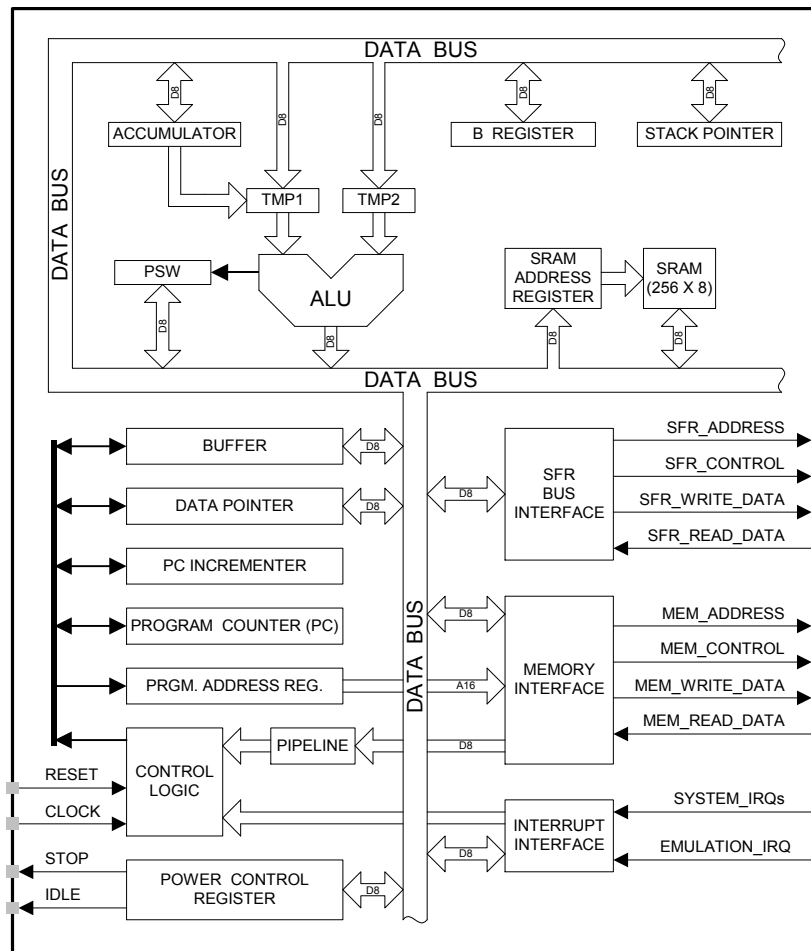 DATA BUS
D8
D8
D8
D8
D8
ACCUMULATOR
B REGISTER
STACK POINTER
DATA BUS
TMP1
TMP2
PSW
ALU
SRAM
ADDRESS
REGISTER
SRAM
(256 X 8)
D8
D8
D8
D8
DATA BUS
BUFFER
D8
DATA POINTER
D8
PC INCREMENTER
PROGRAM COUNTER (PC)
PRGM. ADDRESS REG.
A16
DATA BUS
D8
SFR
BUS
INTERFACE
SFR_ADDRESS
SFR_CONTROL
SFR_WRITE_DATA
SFR_READ_DATA
D8
MEMORY
INTERFACE
MEM_ADDRESS
MEM_CONTROL
MEM_WRITE_DATA
MEM_READ_DATA
PIPELINE
D8
CONTROL
LOGIC
RESET
CLOCK
INTERRUPT
INTERFACE
SYSTEM_IRQs
EMULATION_IRQ
D8
STOP
IDLE
POWER CONTROL
REGISTER
D8